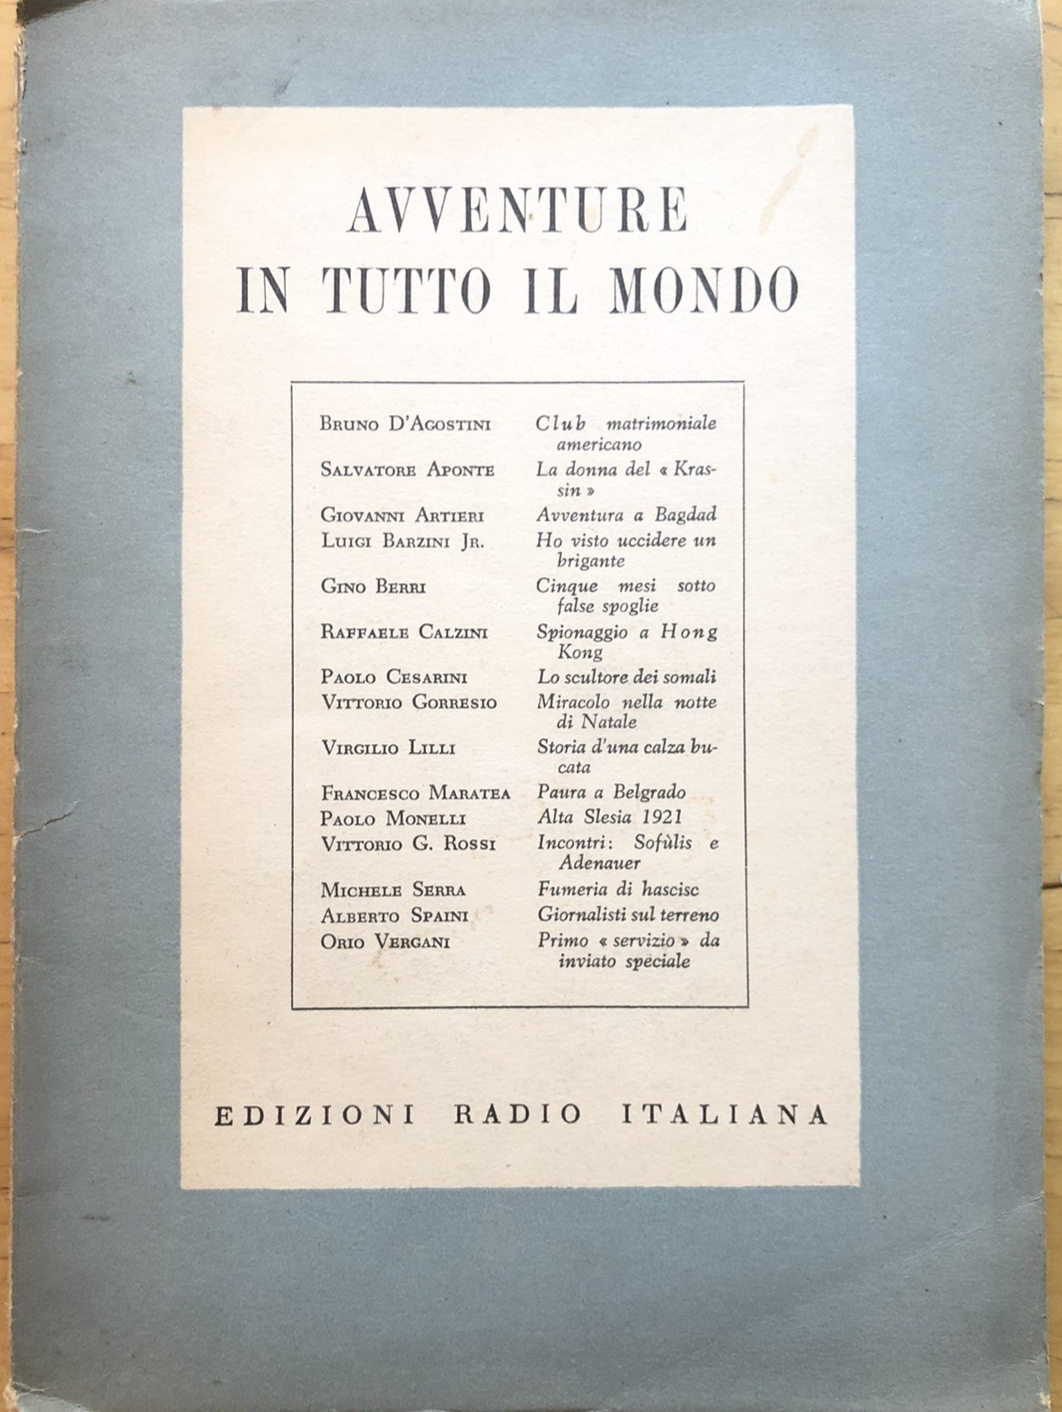 AVVENTURE
IN TUTTO IL MONDO
BRUNO D'AGOSTINI Club matrimoniale
americano
SALVATORE APONTE La donna del « Kras-
sin »
GIOVANNI ARTIERI Avventura a Bagdad
LUIGI BARZINI JR. Ho visto uccidere un
brigante
GINO BERRI Cinque mesi sotto
false spoglie
RAFFAELE CALZINI Spionaggio a Hong
Kong
PAOLO CESARINI Lo scultore dei somali
VITTORIO GORRESIO Miracolo nella notte
di Natale
VIRGILIO LILLI Storia d'una calza bu-
cata
FRANCESCO MARATEA Paura a Belgrado
PAOLO MONELLI Alta Slesia 1921
VITTORIO G. ROSSI Incontri: Sofùlis e
Adenauer
MICHELE SERRA Fumeria di hascisc
ALBERTO SPAINI Giornalisti sul terreno
ORIO VERGANI Primo « servizio » da
inviato speciale
EDIZIONI RADIO ITALIANA